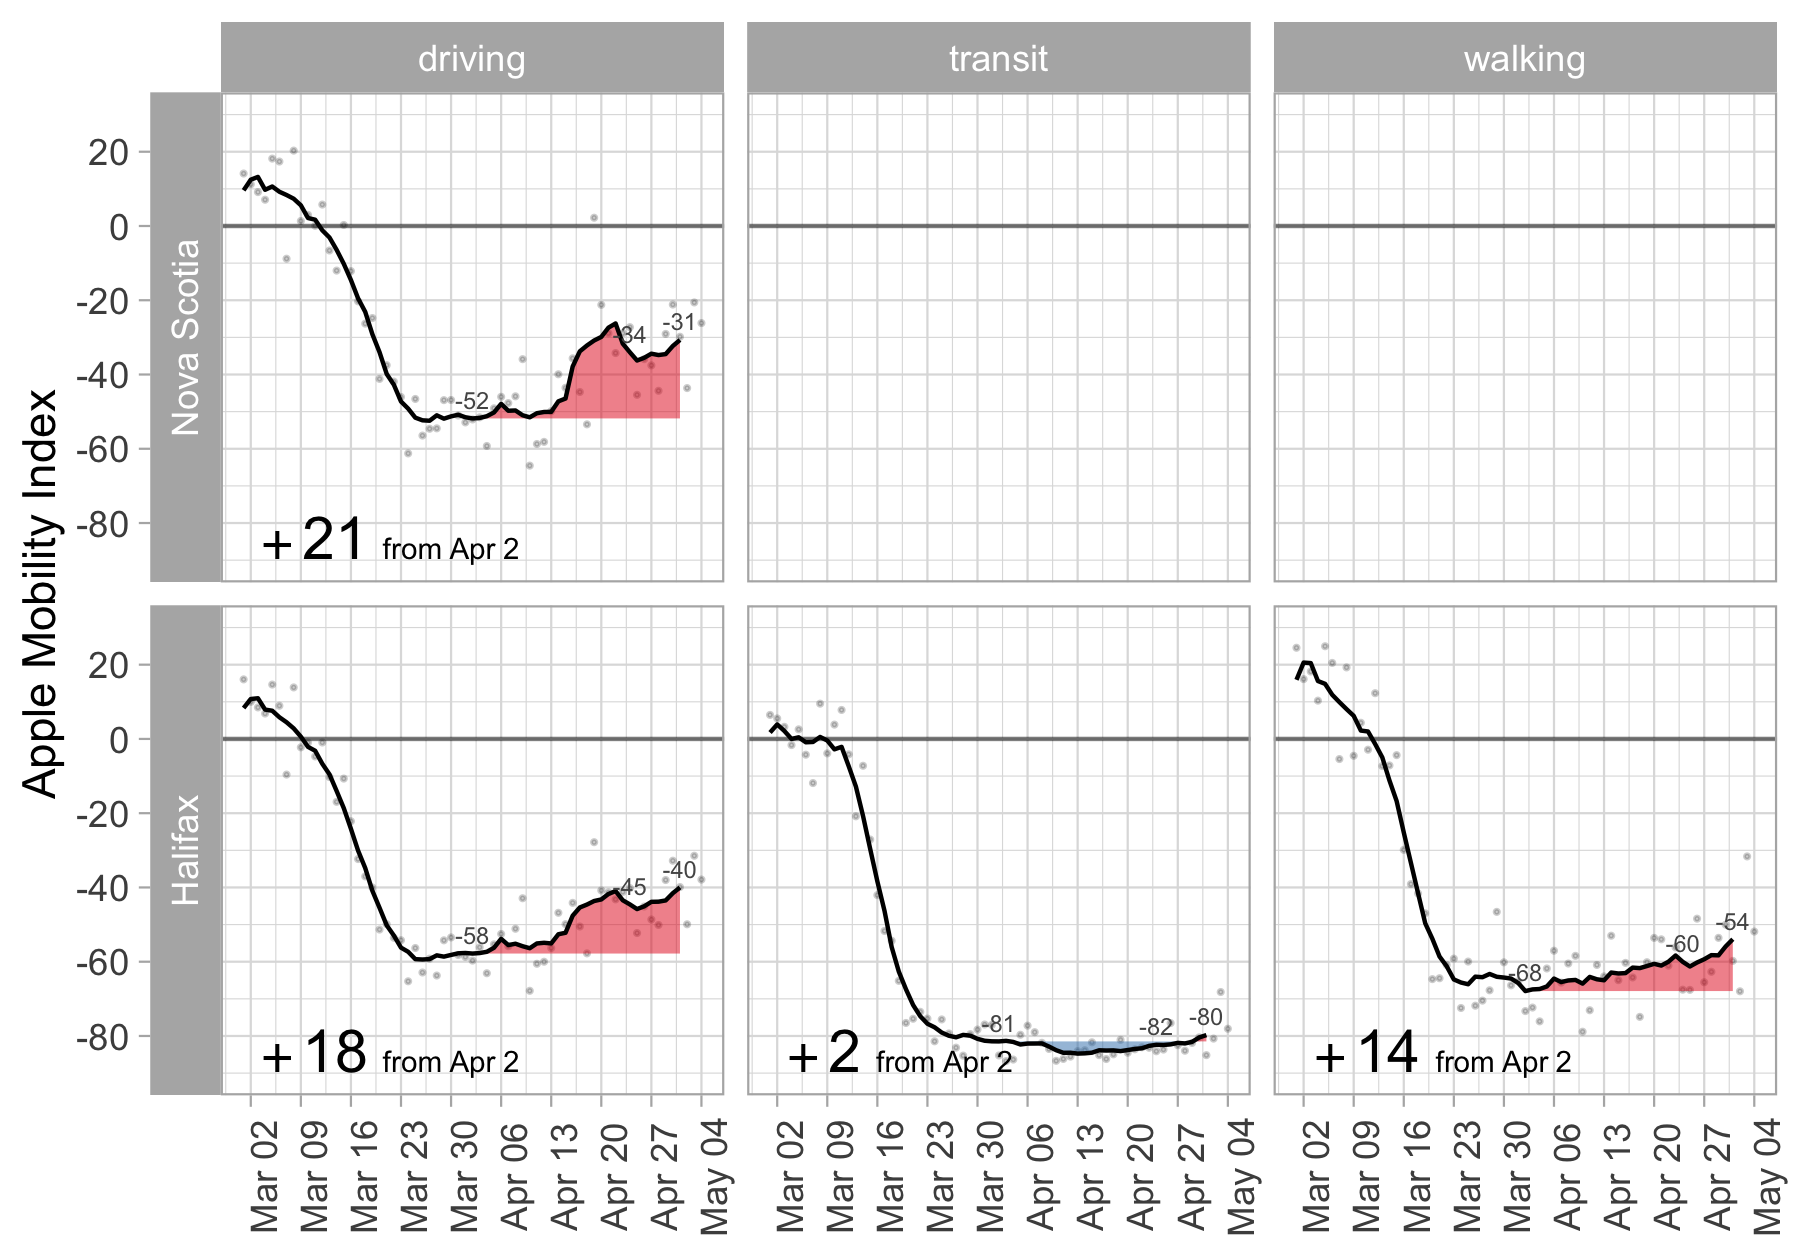 driving
transit
walking
Apple Mobility Index
Nova Scotia
20
0
-20
-40
-60
-80
-52
-34
-31
+21 from Apr 2
Halifax
20
0
-20
-40
-60
-80
-58
-45
-40
+18 from Apr 2
-81
-82
-80
+2 from Apr 2
-68
-60
-54
+14 from Apr 2
Mar 02
Mar 09
Mar 16
Mar 23
Mar 30
Apr 06
Apr 13
Apr 20
Apr 27
May 04
Mar 02
Mar 09
Mar 16
Mar 23
Mar 30
Apr 06
Apr 13
Apr 20
Apr 27
May 04
Mar 02
Mar 09
Mar 16
Mar 23
Mar 30
Apr 06
Apr 13
Apr 20
Apr 27
May 04